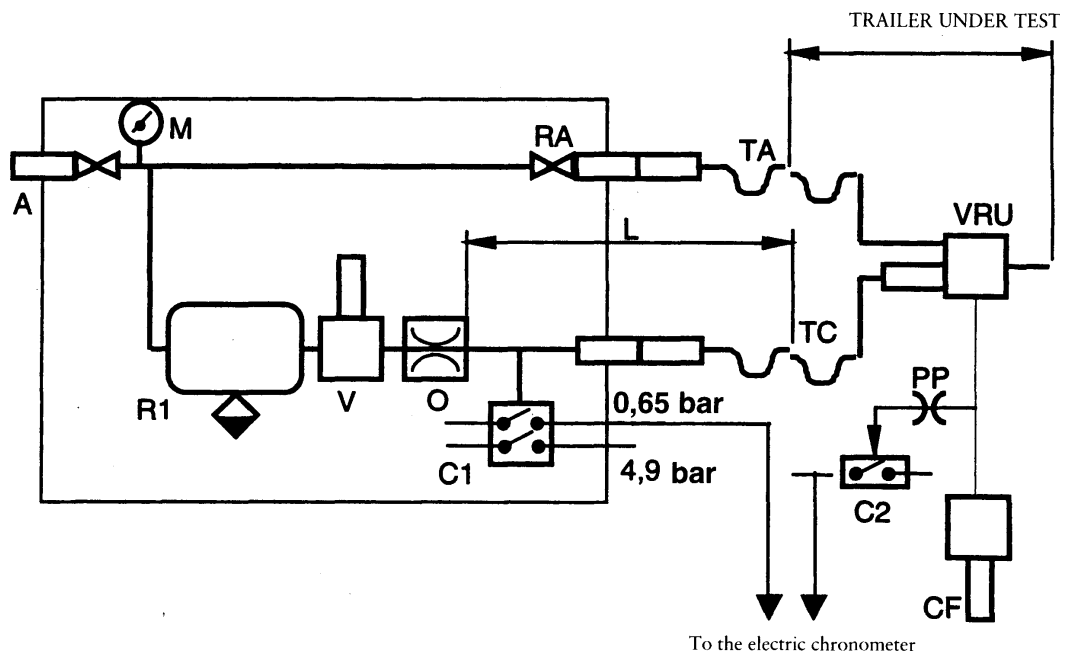 TRAILER UNDER TEST
M
RA
TA
A
VRU
L
TC
PP
R1
V
O
0,65 bar
C1
4,9 bar
C2
CF
To the electric chronometer